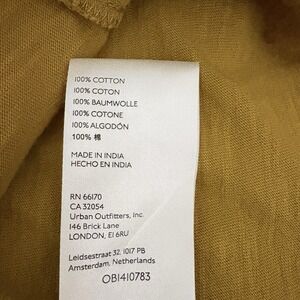 100% COTTON
100% COTON
100% BAUMWOLLE
100% COTONE
100% ALGODÓN
100% 棉
MADE IN INDIA
HECHO EN INDIA
RN 66170
CA 32054
Urban Outfitters, Inc.
146 Brick Lane
LONDON, E1 6RU
Leidsestraat 32, 1017 PB
Amsterdam, Netherlands
OB1410783